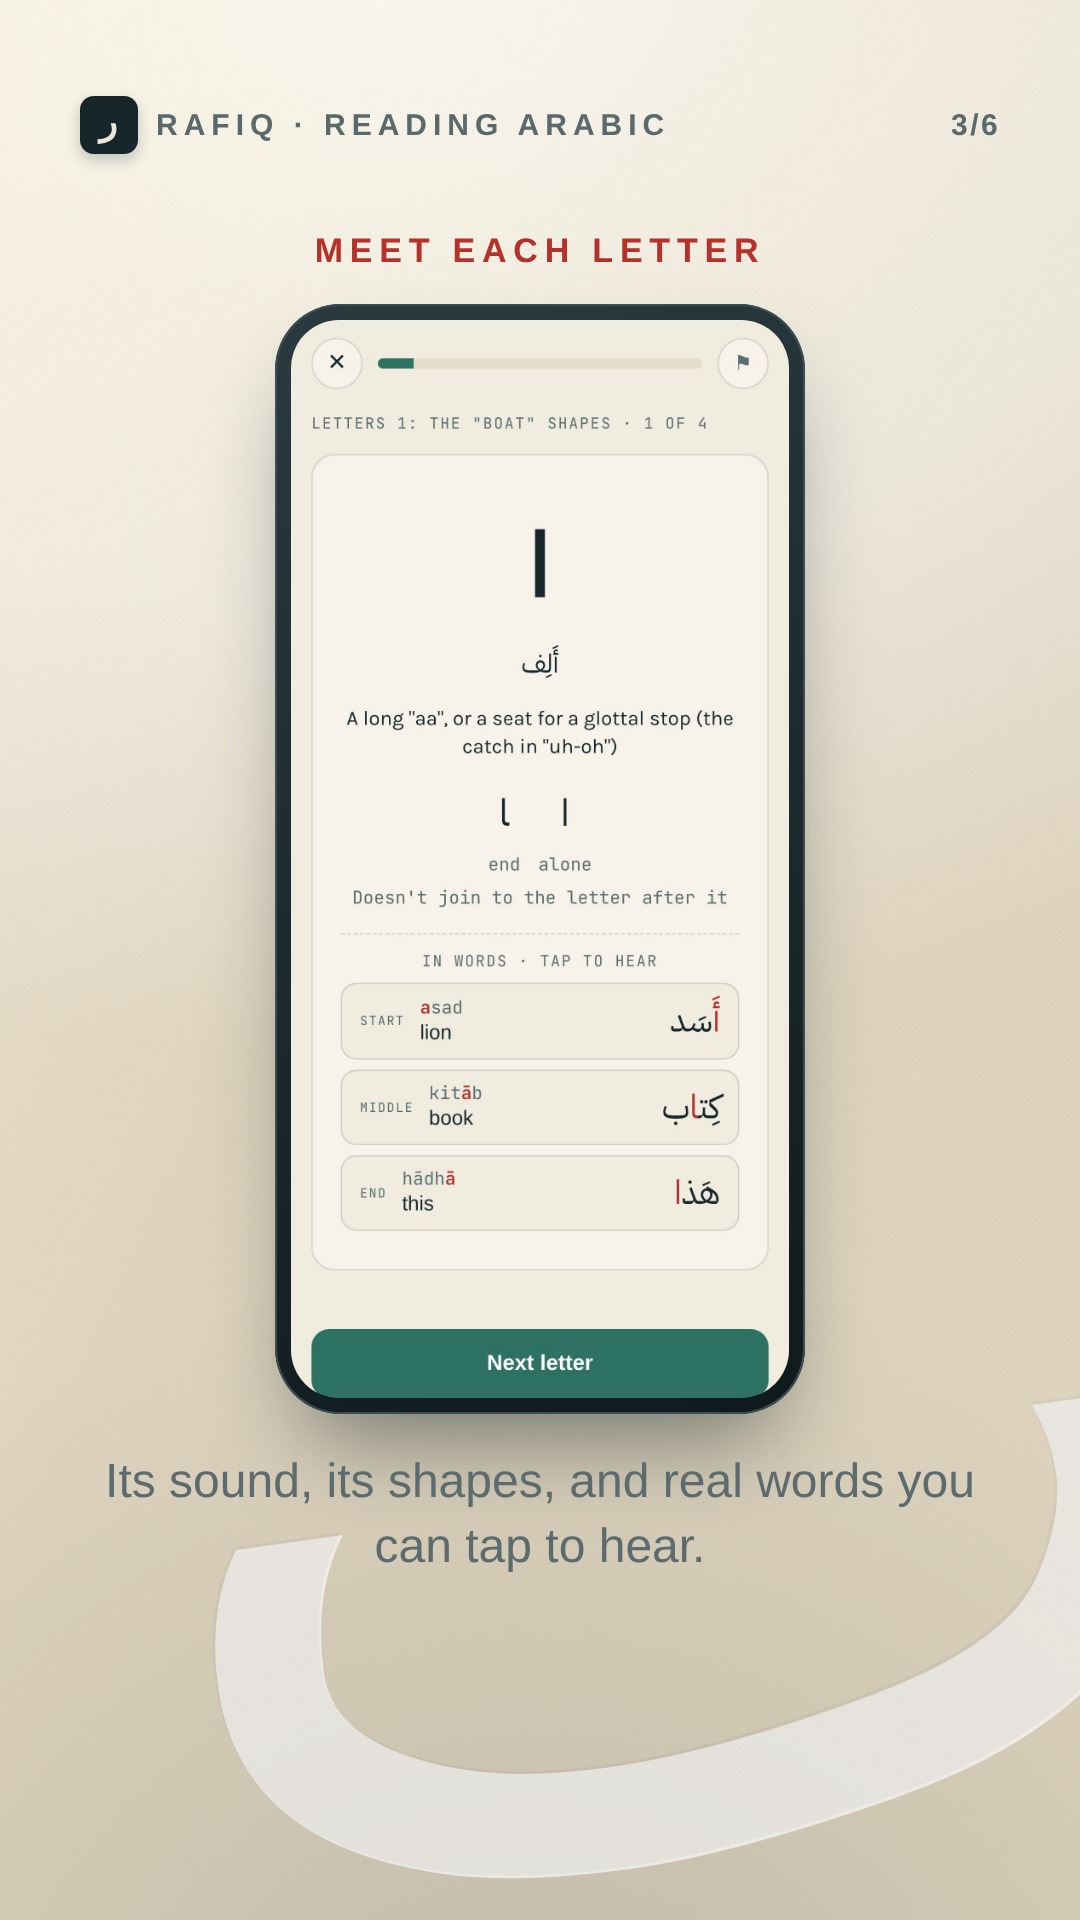 ر RAFIQ · READING ARABIC
3/6
MEET EACH LETTER
✕
⚑
LETTERS 1: THE "BOAT" SHAPES · 1 OF 4
ا
أَلِف
A long "aa", or a seat for a glottal stop (the
catch in "uh-oh")
ـا ا
end alone
Doesn't join to the letter after it
IN WORDS · TAP TO HEAR
START
asad
lion
أَسَد
MIDDLE
kitāb
book
كِتاب
END
hādhā
this
هَذا
Next letter
Its sound, its shapes, and real words you
can tap to hear.